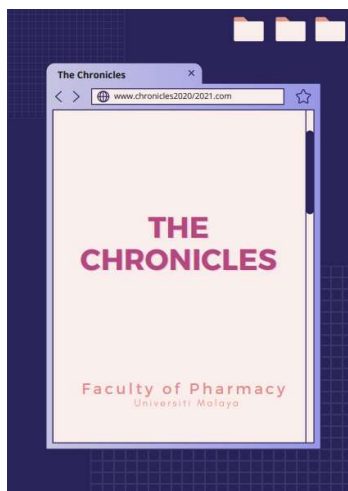 The Chronicles ×
www.chronicles2020/2021.com
THE
CHRONICLES
Faculty of Pharmacy
Universiti Malaya